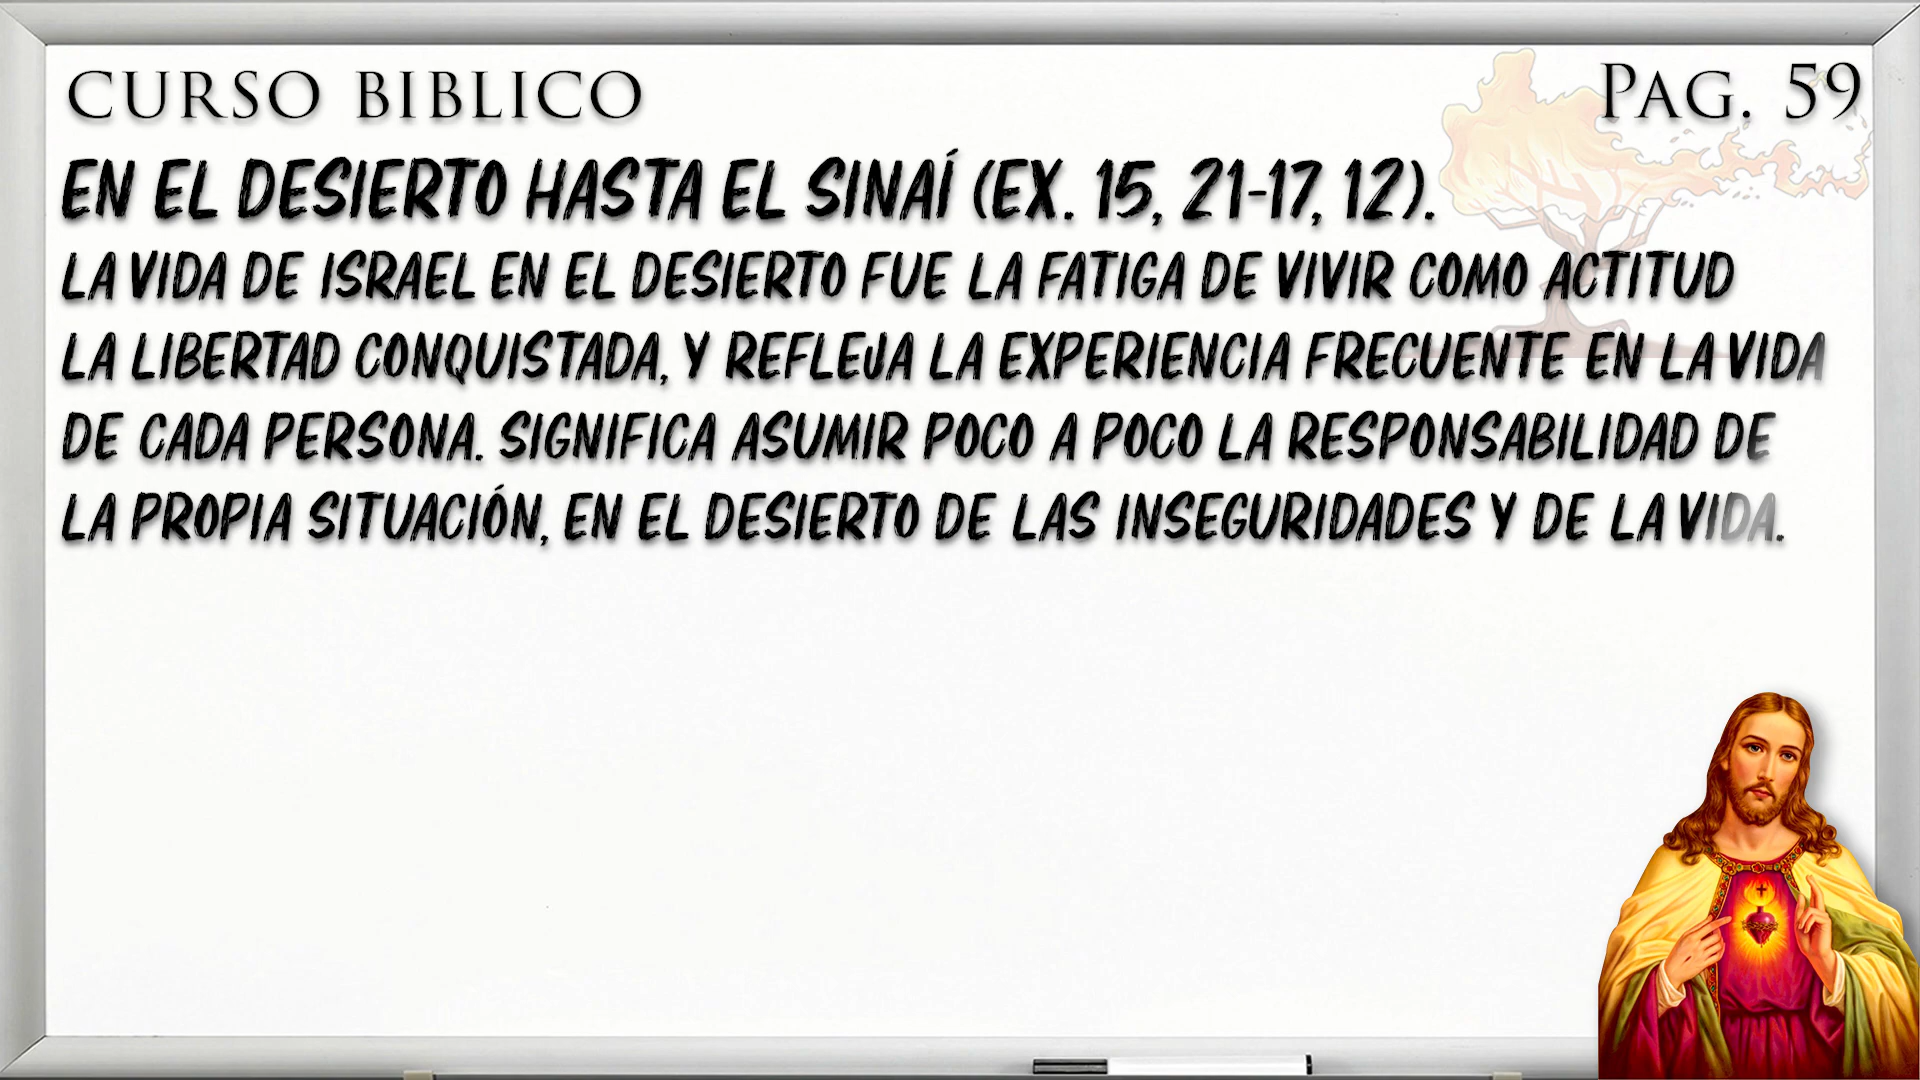 CURSO BIBLICO
PAG. 59
EN EL DESIERTO HASTA EL SINAÍ (EX. 15, 21-17, 12).
LA VIDA DE ISRAEL EN EL DESIERTO FUE LA FATIGA DE VIVIR COMO ACTITUD
LA LIBERTAD CONQUISTADA, Y REFLEJA LA EXPERIENCIA FRECUENTE EN LA VIDA
DE CADA PERSONA. SIGNIFICA ASUMIR POCO A POCO LA RESPONSABILIDAD DE
LA PROPIA SITUACIÓN, EN EL DESIERTO DE LAS INSEGURIDADES Y DE LA VIDA.